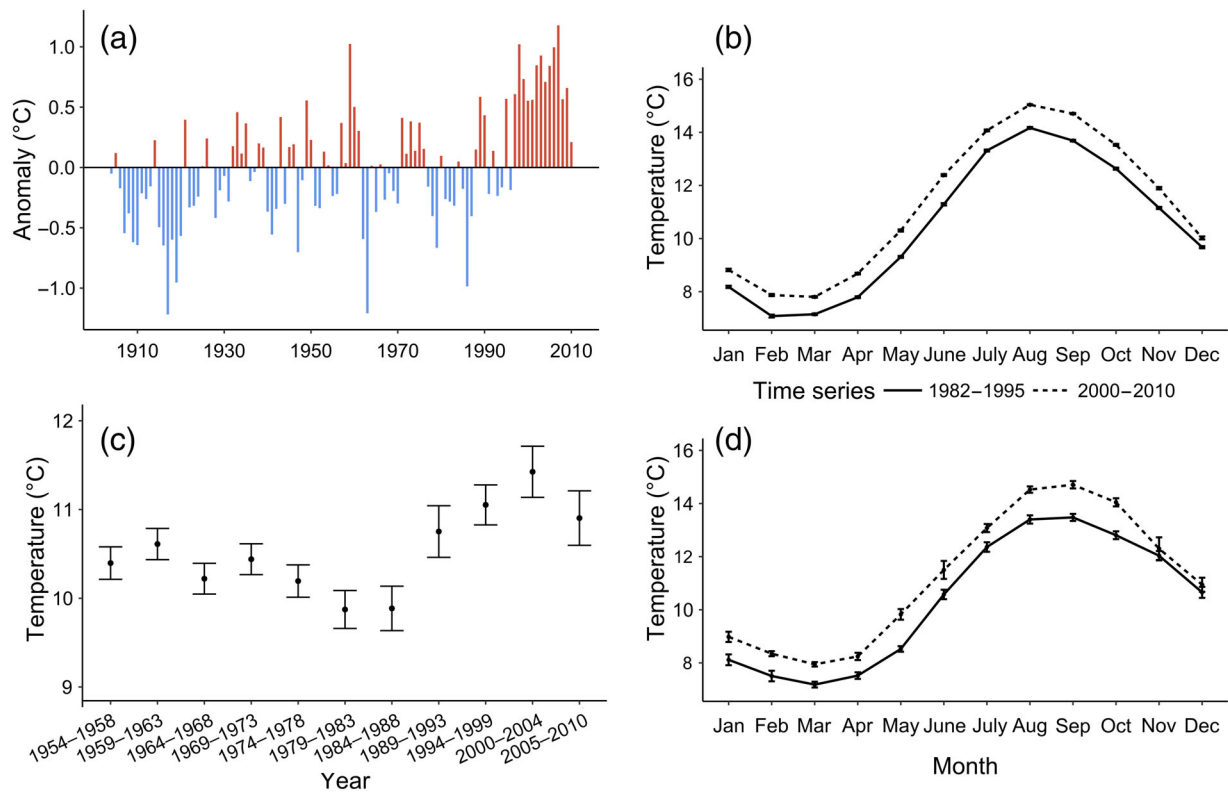 (a)
Anomaly (°C)
1.0
0.5
0.0
−0.5
−1.0
1910 1930 1950 1970 1990 2010
(b)
Temperature (°C)
16
14
12
10
8
Jan Feb Mar Apr May June July Aug Sep Oct Nov Dec
Time series 1982−1995 2000−2010
(c)
Temperature (°C)
12
11
10
9
1954−1958 1959−1963 1964−1968 1969−1973 1974−1978 1979−1983 1984−1988 1989−1993 1994−1999 2000−2004 2005−2010
Year
(d)
Temperature (°C)
16
14
12
10
8
Jan Feb Mar Apr May June July Aug Sep Oct Nov Dec
Month